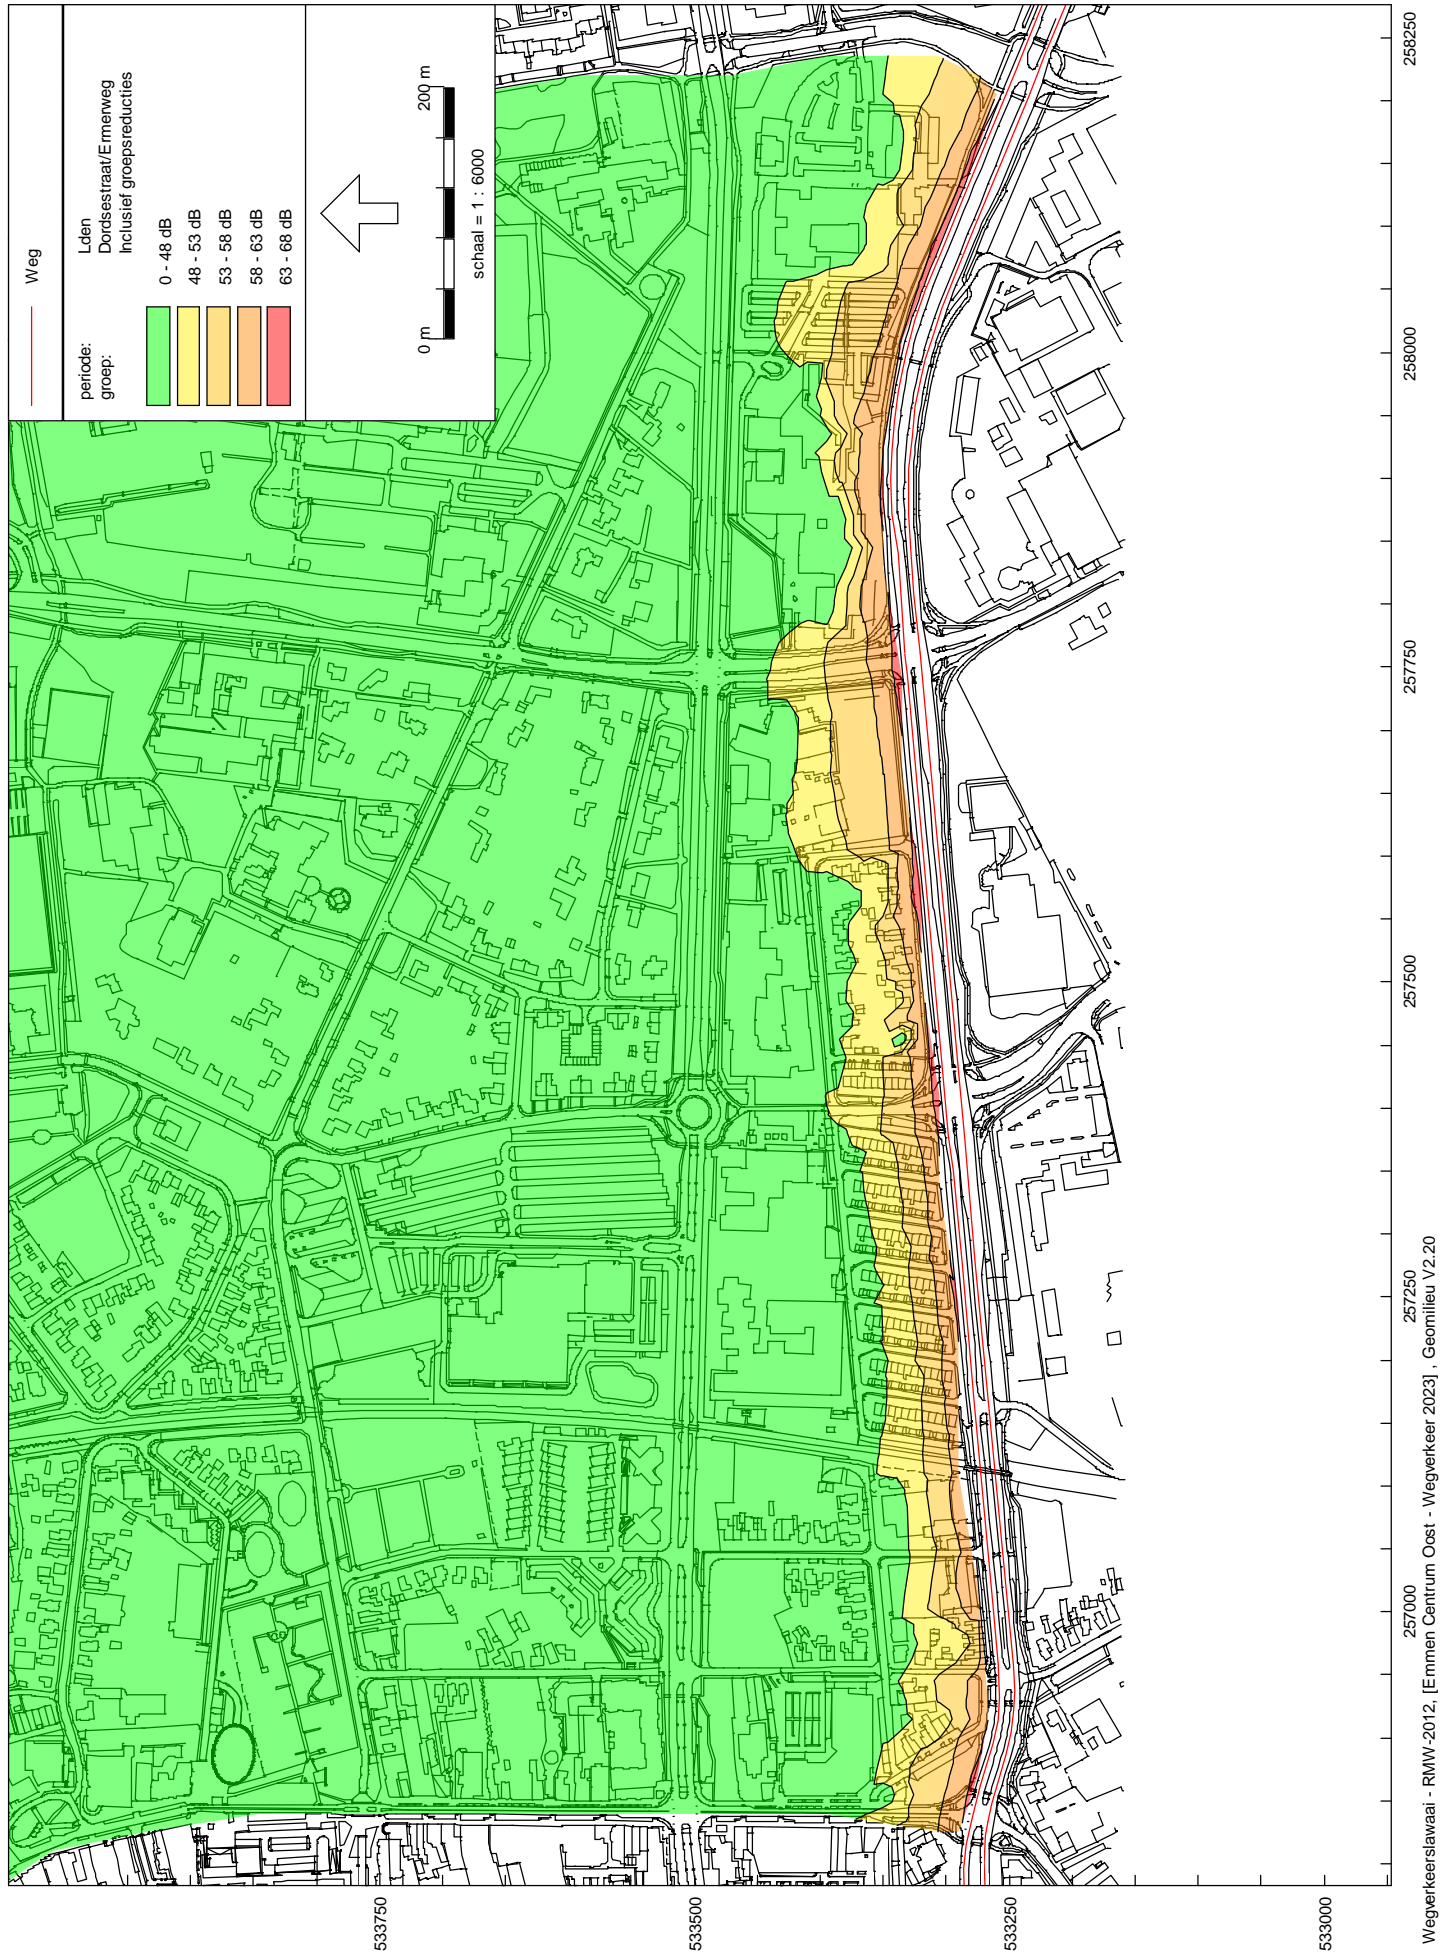 Weg
periode: Lden
groep: Dordsestraat/Ermerweg
Inclusief groepsreducties
0 - 48 dB
48 - 53 dB
53 - 58 dB
58 - 63 dB
63 - 68 dB
0 m 200 m
schaal = 1 : 6000
533750
533500
533250
533000
257000
257250
257500
257750
258000
258250
Wegverkeerslawaai - RMW-2012, [Emmen Centrum Oost - Wegverkeer 2023] , Geomilieu V2.20